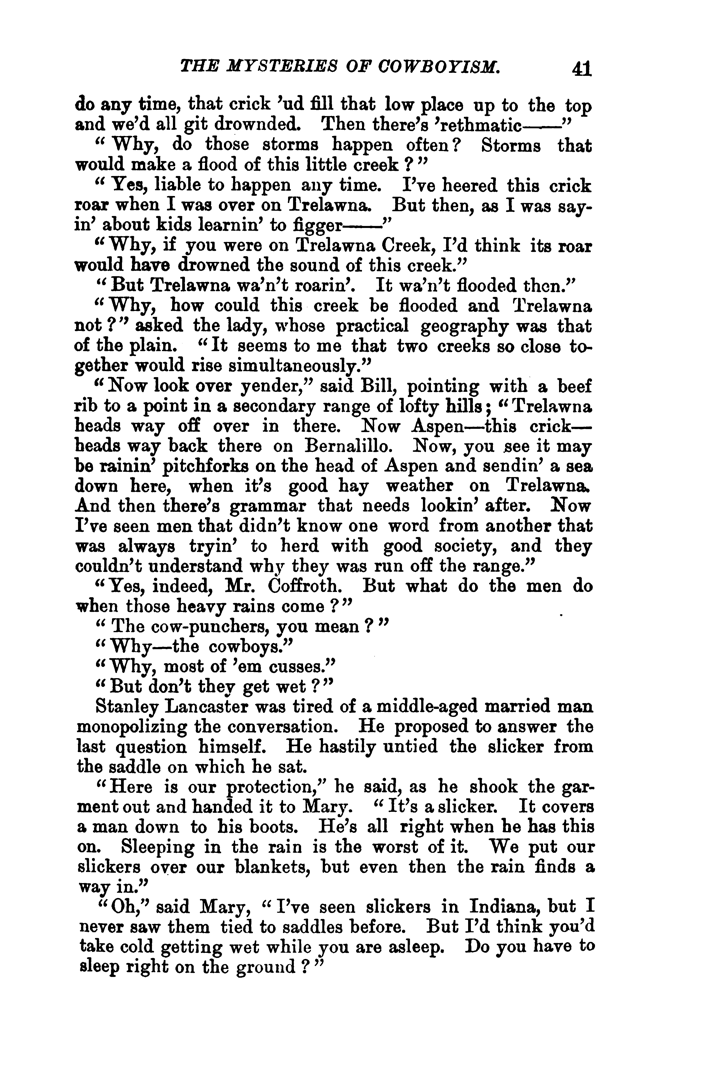 THE MYSTERIES OF COWBOYISM. 41
do any time, that crick 'ud fill that low place up to the top
and we'd all git drownded. Then there's 'rethmatic——"
" Why, do those storms happen often? Storms that
would make a flood of this little creek ? "
" Yes, liable to happen any time. I've heered this crick
roar when I was over on Trelawna. But then, as I was say-
in' about kids learnin' to figger——"
"Why, if you were on Trelawna Creek, I'd think its roar
would have drowned the sound of this creek."
"But Trelawna wa'n't roarin'. It wa'n't flooded then."
"Why, how could this creek be flooded and Trelawna
not ?" asked the lady, whose practical geography was that
of the plain. "It seems to me that two creeks so close to-
gether would rise simultaneously."
"Now look over yender," said Bill, pointing with a beef
rib to a point in a secondary range of lofty hills; "Trelawna
heads way off over in there. Now Aspen—this crick—
heads way back there on Bernalillo. Now, you see it may
be rainin' pitchforks on the head of Aspen and sendin' a sea
down here, when it's good hay weather on Trelawna.
And then there's grammar that needs lookin' after. Now
I've seen men that didn't know one word from another that
was always tryin' to herd with good society, and they
couldn't understand why they was run off the range."
"Yes, indeed, Mr. Coffroth. But what do the men do
when those heavy rains come ?"
" The cow-punchers, you mean ? "
"Why—the cowboys."
"Why, most of 'em cusses."
"But don't they get wet ?"
Stanley Lancaster was tired of a middle-aged married man
monopolizing the conversation. He proposed to answer the
last question himself. He hastily untied the slicker from
the saddle on which he sat.
"Here is our protection," he said, as he shook the gar-
ment out and handed it to Mary. "It's a slicker. It covers
a man down to his boots. He's all right when he has this
on. Sleeping in the rain is the worst of it. We put our
slickers over our blankets, but even then the rain finds a
way in."
"Oh," said Mary, "I've seen slickers in Indiana, but I
never saw them tied to saddles before. But I'd think you'd
take cold getting wet while you are asleep. Do you have to
sleep right on the ground ? "